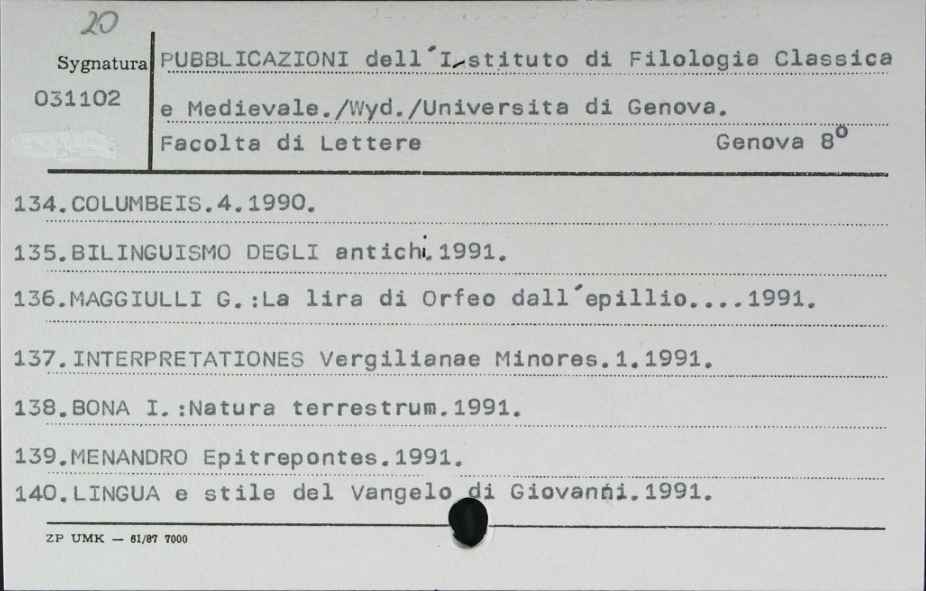 20
Sygnatura
031102
PUBBLICAZIONI dell´Istituto di Filologia Classica
e Medievale./Wyd./Universita di Genova.
Facolta di Lettere Genova 8º
134.COLUMBEIS.4.1990.
135.BILINGUISMO DEGLI antichi.1991.
136.MAGGIULLI G.:La lira di Orfeo dall´epillio....1991.
137.INTERPRETATIONES Vergilianae Minores.1.1991.
138.BONA I.:Natura terrestrum.1991.
139.MENANDRO Epitrepontes.1991.
140.LINGUA e stile del Vangelo di Giovanni.1991.
ZP UMK — 61/87 7000